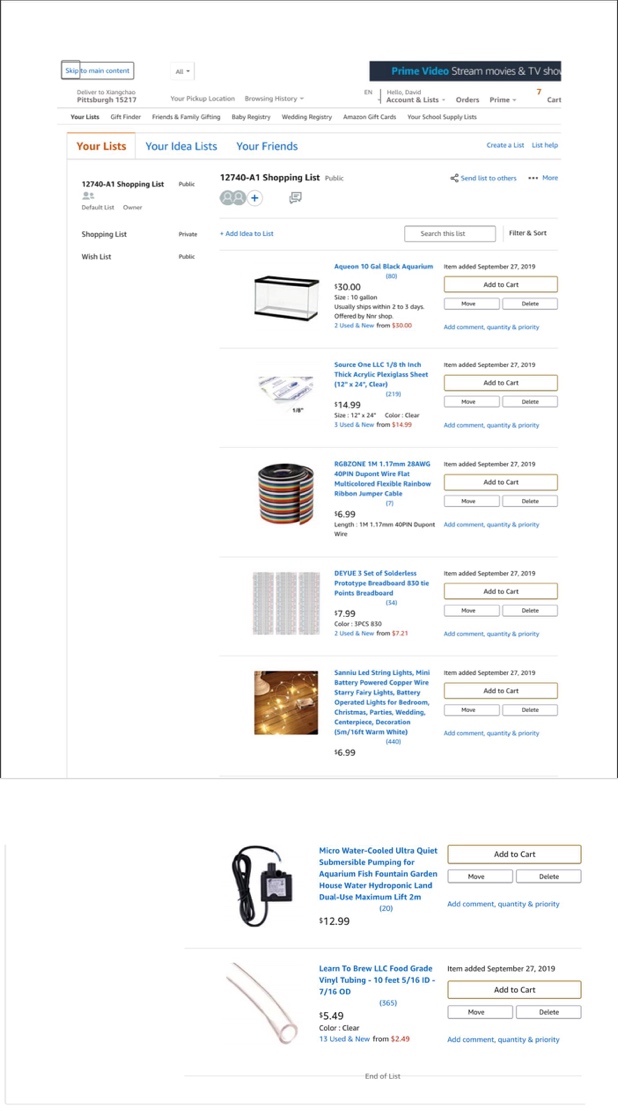 Skip to main content
All
Prime Video Stream movies & TV show
Deliver to Xiangchao
Pittsburgh 15217
Your Pickup Location
Browsing History
EN
Hello, David
Account & Lists
Orders
Prime
7
Cart
Your Lists
Gift Finder
Friends & Family Gifting
Baby Registry
Wedding Registry
Amazon Gift Cards
Your School Supply Lists
Your Lists
Your Idea Lists
Your Friends
Create a List
List help
12740-A1 Shopping List
Public
Default List
Owner
Shopping List
Private
Wish List
Public
12740-A1 Shopping List Public
Send list to others
More
+ Add Idea to List
Search this list
Filter & Sort
Aqueon 10 Gal Black Aquarium
(80)
$30.00
Size : 10 gallon
Usually ships within 2 to 3 days.
Offered by Nnr shop.
2 Used & New from $30.00
Item added September 27, 2019
Add to Cart
Move
Delete
Add comment, quantity & priority
1/8"
Source One LLC 1/8 th Inch
Thick Acrylic Plexiglass Sheet
(12" x 24", Clear)
(219)
$14.99
Size : 12" x 24" Color : Clear
3 Used & New from $14.99
Item added September 27, 2019
Add to Cart
Move
Delete
Add comment, quantity & priority
RGBZONE 1M 1.17mm 28AWG
40PIN Dupont Wire Flat
Multicolored Flexible Rainbow
Ribbon Jumper Cable
(7)
$6.99
Length : 1M 1.17mm 40PIN Dupont
Wire
Item added September 27, 2019
Add to Cart
Move
Delete
Add comment, quantity & priority
DEYUE 3 Set of Solderless
Prototype Breadboard 830 tie
Points Breadboard
(34)
$7.99
Color : 3PCS 830
2 Used & New from $7.21
Item added September 27, 2019
Add to Cart
Move
Delete
Add comment, quantity & priority
Sanniu Led String Lights, Mini
Battery Powered Copper Wire
Starry Fairy Lights, Battery
Operated Lights for Bedroom,
Christmas, Parties, Wedding,
Centerpiece, Decoration
(5m/16ft Warm White)
(440)
$6.99
Item added September 27, 2019
Add to Cart
Move
Delete
Add comment, quantity & priority
Micro Water-Cooled Ultra Quiet
Submersible Pumping for
Aquarium Fish Fountain Garden
House Water Hydroponic Land
Dual-Use Maximum Lift 2m
(20)
$12.99
Add to Cart
Move
Delete
Add comment, quantity & priority
Learn To Brew LLC Food Grade
Vinyl Tubing - 10 feet 5/16 ID -
7/16 OD
(365)
$5.49
Color : Clear
13 Used & New from $2.49
Item added September 27, 2019
Add to Cart
Move
Delete
Add comment, quantity & priority
End of List